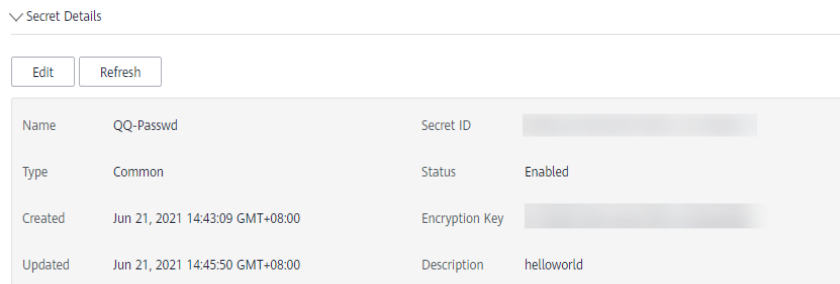 Secret Details
Edit Refresh
Name QQ-Passwd Secret ID
Type Common Status Enabled
Created Jun 21, 2021 14:43:09 GMT+08:00 Encryption Key
Updated Jun 21, 2021 14:45:50 GMT+08:00 Description helloworld